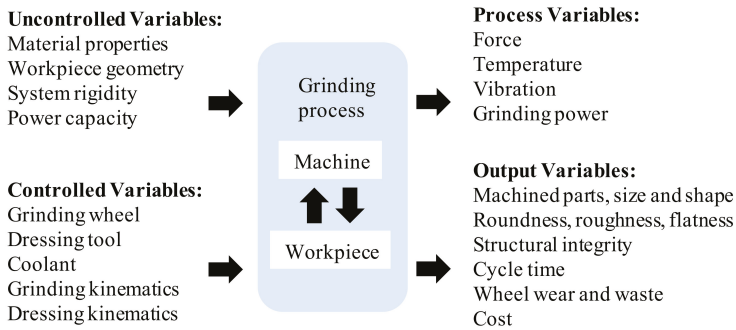 Uncontrolled Variables:
Material properties
Workpiece geometry
System rigidity
Power capacity
Controlled Variables:
Grinding wheel
Dressing tool
Coolant
Grinding kinematics
Dressing kinematics
Grinding
process
Machine
Workpiece
Process Variables:
Force
Temperature
Vibration
Grinding power
Output Variables:
Machined parts, size and shape
Roundness, roughness, flatness
Structural integrity
Cycle time
Wheel wear and waste
Cost